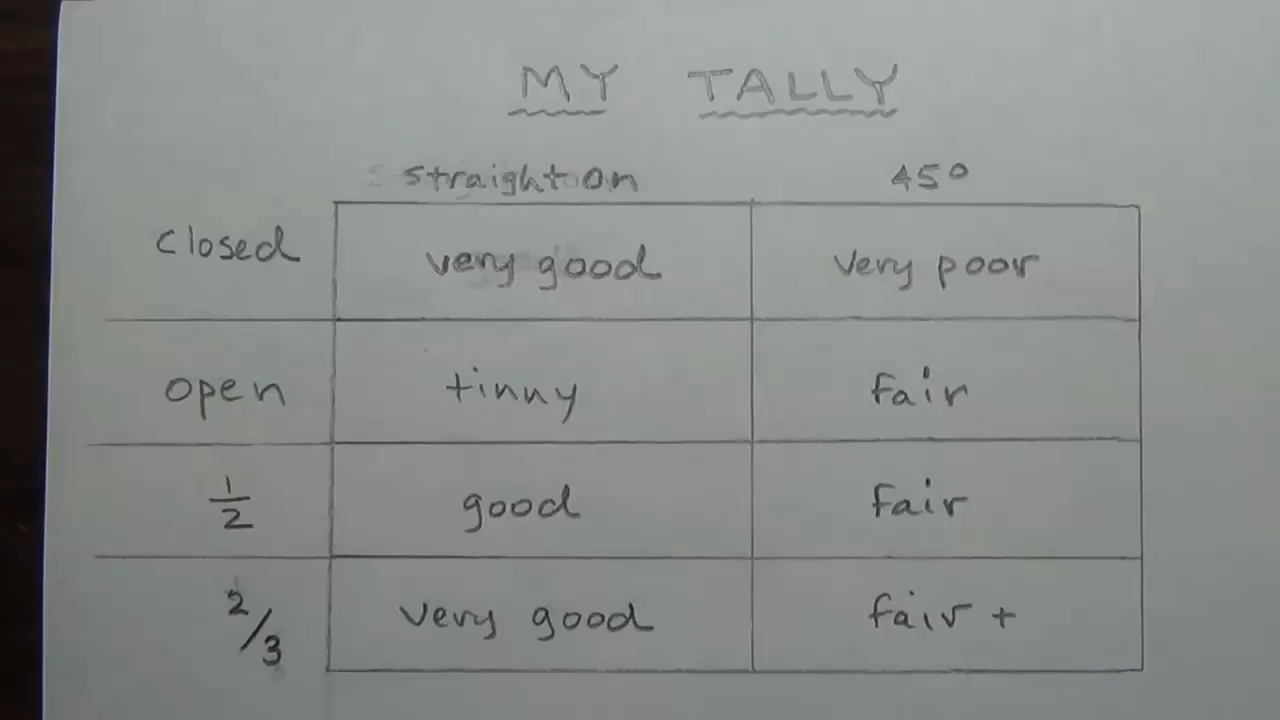 MY TALLY
straight on 45°
closed very good very poor
open tinny fair
1/2 good fair
2/3 very good fair +